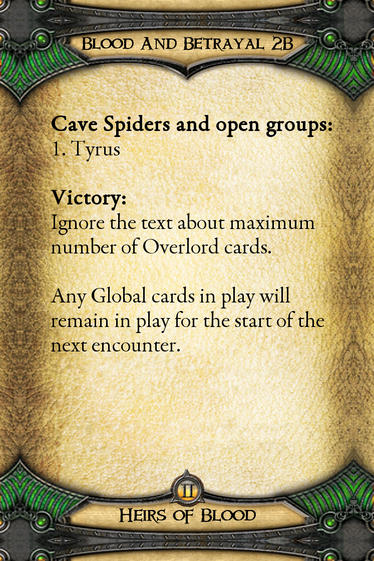 Blood And Betrayal 2B
Cave Spiders and open groups:
1. Tyrus
Victory:
Ignore the text about maximum
number of Overlord cards.
Any Global cards in play will
remain in play for the start of the
next encounter.
II
Heirs of Blood